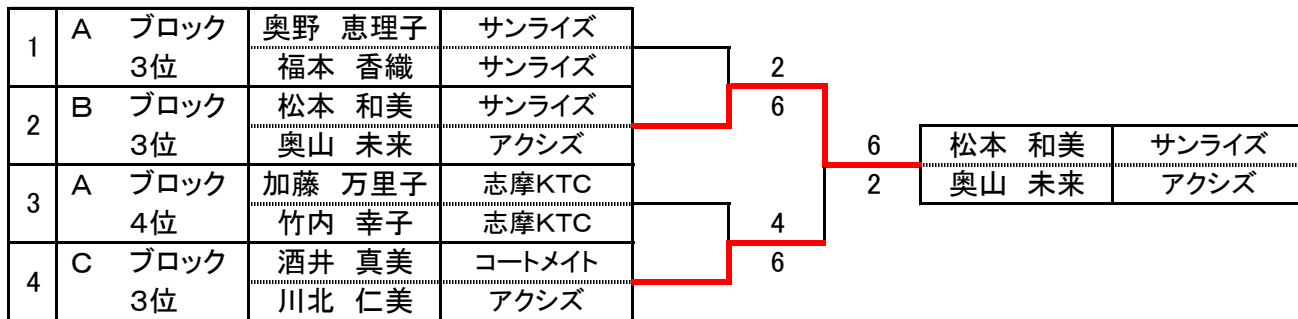 1 A ブロック 奥野 恵理子 サンライズ
3位 福本 香織 サンライズ 2
2 B ブロック 松本 和美 サンライズ 6
3位 奥山 未来 アクシズ 6 松本 和美 サンライズ
3 A ブロック 加藤 万里子 志摩KTC 2 奥山 未来 アクシズ
4位 竹内 幸子 志摩KTC 4
4 C ブロック 酒井 真美 コートメイト 6
3位 川北 仁美 アクシズ